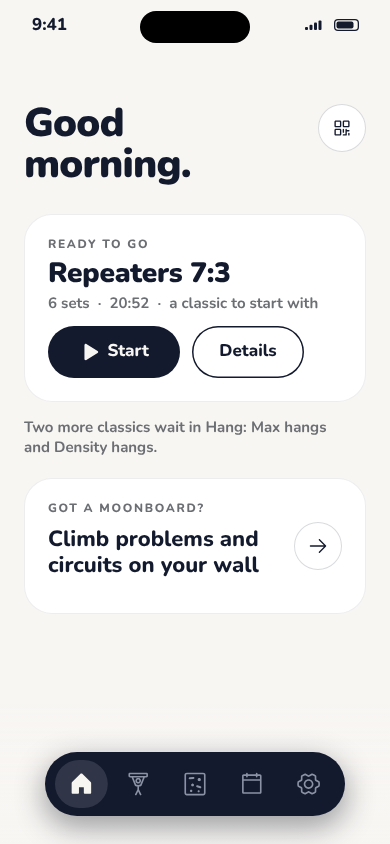 9:41
Good
morning.
READY TO GO
Repeaters 7:3
6 sets · 20:52 · a classic to start with
Start
Details
Two more classics wait in Hang: Max hangs
and Density hangs.
GOT A MOONBOARD?
Climb problems and
circuits on your wall